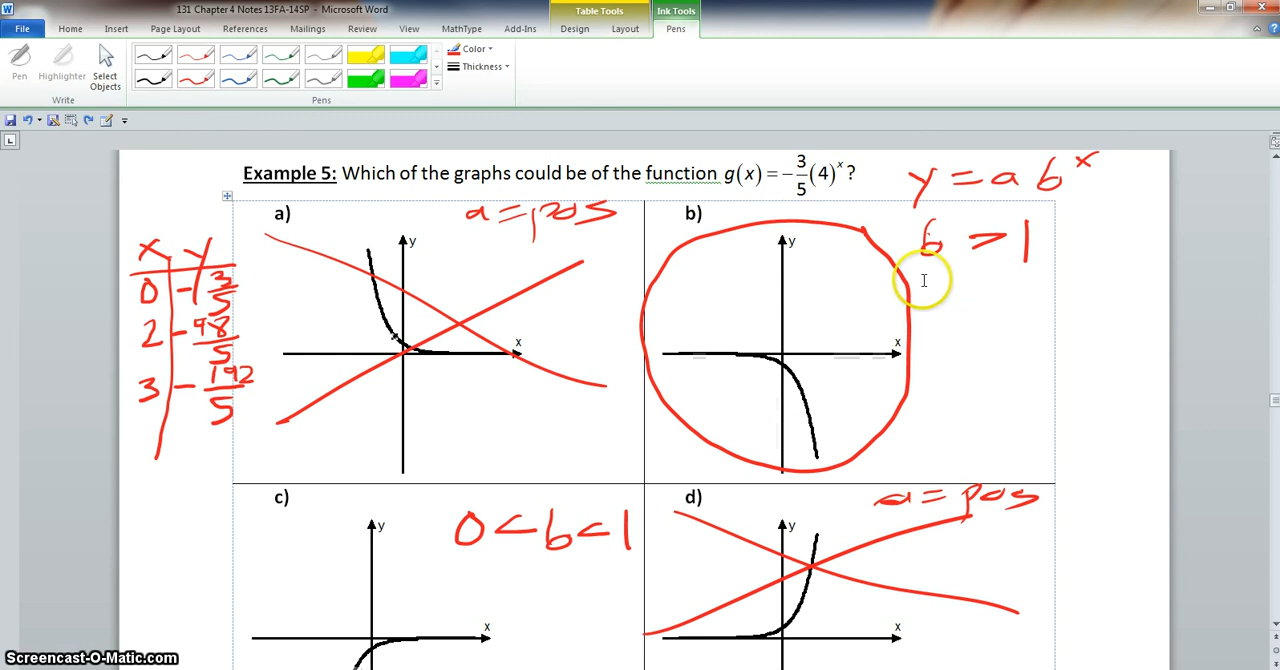 131 Chapter 4 Notes 13FA-14SP - Microsoft Word
Table Tools
Ink Tools
File Home Insert Page Layout References Mailings Review View MathType Add-Ins Design Layout Pens
Pen
Highlighter
Select Objects
Color
Thickness
Write
Pens
Example 5: Which of the graphs could be of the function g(x) = -3/5(4)^x?
y = a b^x
a)
a = pos
b)
b > 1
x y
0 -3/5
2 -48/5
3 -192/5
y
x
y
x
c)
0 < b < 1
d)
a = pos
y
x
y
x
Screencast-O-Matic.com